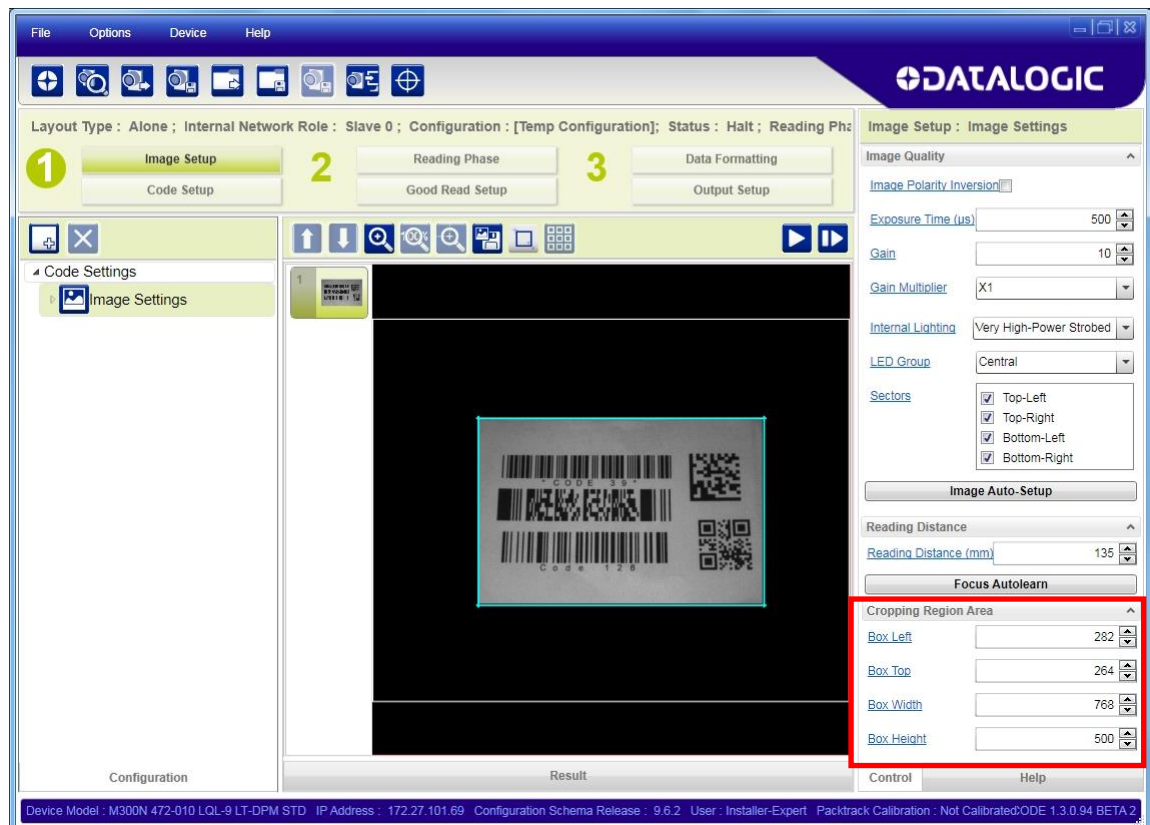 File Options Device Help
DATALOGIC
Layout Type : Alone ; Internal Network Role : Slave 0 ; Configuration : [Temp Configuration]; Status : Halt ; Reading Pha
1 Image Setup 2 Reading Phase 3 Data Formatting
Code Setup Good Read Setup Output Setup
Code Settings
Image Settings
100%
1
*CODE 39*
Code 128
Result
Configuration
Image Setup : Image Settings
Image Quality
Image Polarity Inversion
Exposure Time (µs) 500
Gain 10
Gain Multiplier X1
Internal Lighting Very High-Power Strobed
LED Group Central
Sectors Top-Left
Top-Right
Bottom-Left
Bottom-Right
Image Auto-Setup
Reading Distance
Reading Distance (mm) 135
Focus Autolearn
Cropping Region Area
Box Left 282
Box Top 264
Box Width 768
Box Height 500
Control Help
Device Model : M300N 472-010 LQL-9 LT-DPM STD IP Address : 172.27.101.69 Configuration Schema Release : 9.6.2 User : Installer-Expert Packtrack Calibration : Not Calibrated CODE 1.3.0.94 BETA 2